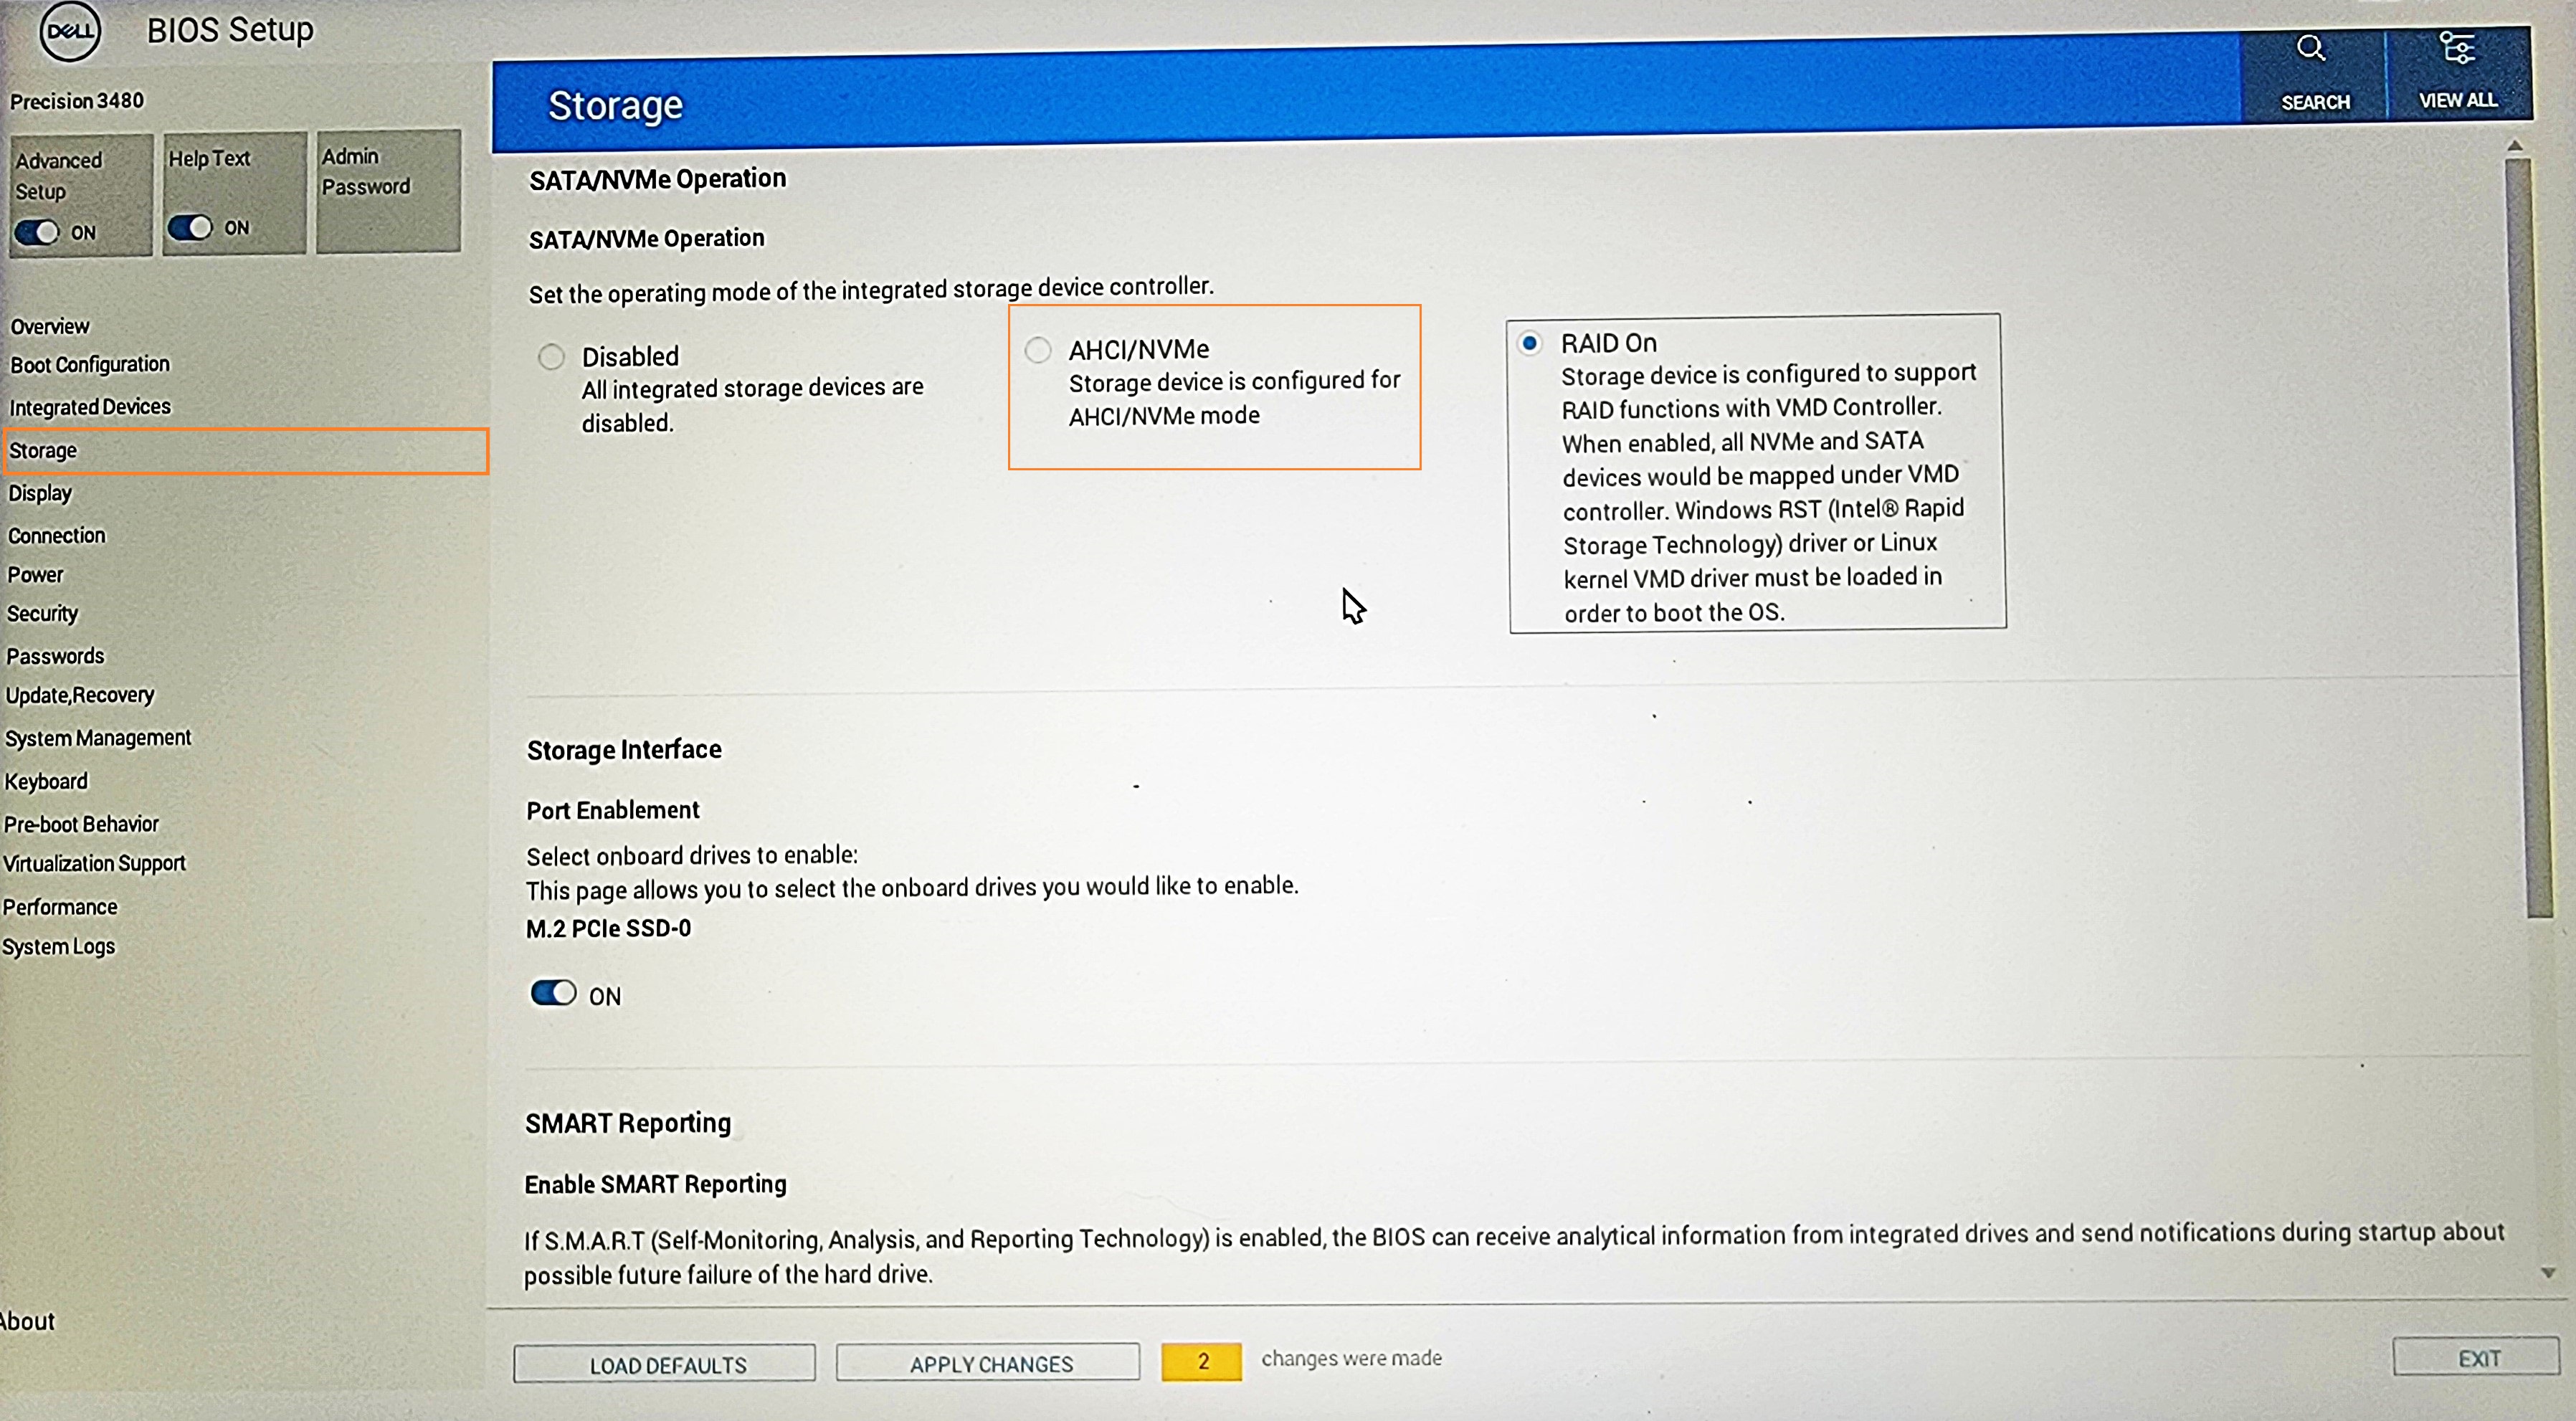 DELL
BIOS Setup
Precision 3480
Advanced Setup
ON
Help Text
ON
Admin Password
Overview
Boot Configuration
Integrated Devices
Storage
Display
Connection
Power
Security
Passwords
Update,Recovery
System Management
Keyboard
Pre-boot Behavior
Virtualization Support
Performance
System Logs
About
Storage
SEARCH
VIEW ALL
SATA/NVMe Operation
SATA/NVMe Operation
Set the operating mode of the integrated storage device controller.
Disabled
All integrated storage devices are
disabled.
AHCI/NVMe
Storage device is configured for
AHCI/NVMe mode
RAID On
Storage device is configured to support
RAID functions with VMD Controller.
When enabled, all NVMe and SATA
devices would be mapped under VMD
controller. Windows RST (Intel® Rapid
Storage Technology) driver or Linux
kernel VMD driver must be loaded in
order to boot the OS.
Storage Interface
Port Enablement
Select onboard drives to enable:
This page allows you to select the onboard drives you would like to enable.
M.2 PCIe SSD-0
ON
SMART Reporting
Enable SMART Reporting
If S.M.A.R.T (Self-Monitoring, Analysis, and Reporting Technology) is enabled, the BIOS can receive analytical information from integrated drives and send notifications during startup about
possible future failure of the hard drive.
LOAD DEFAULTS
APPLY CHANGES
2
changes were made
EXIT